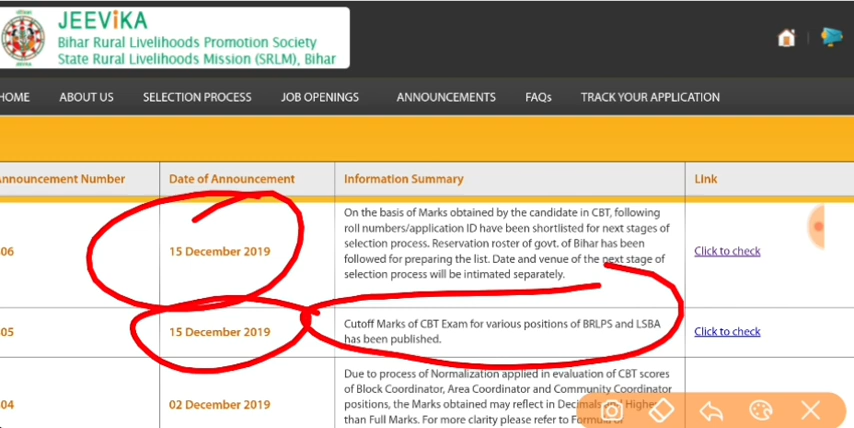 JEEViKA
Bihar Rural Livelihoods Promotion Society
State Rural Livelihoods Mission (SRLM), Bihar
HOME ABOUT US SELECTION PROCESS JOB OPENINGS ANNOUNCEMENTS FAQs TRACK YOUR APPLICATION
Announcement Number Date of Announcement Information Summary Link
On the basis of Marks obtained by the candidate in CBT, following
roll numbers/application ID have been shortlisted for next stages of
selection process. Reservation roster of govt. of Bihar has been
06 15 December 2019 Click to check
followed for preparing the list. Date and venue of the next stage of
selection process will be intimated separately.
Cutoff Marks of CBT Exam for various positions of BRLPS and LSBA
05 15 December 2019 Click to check
has been published.
Due to process of Normalization applied in evaluation of CBT scores
of Block Coordinator, Area Coordinator and Community Coordinator
04 02 December 2019 positions, the Marks obtained may reflect in Decimals and Higher
than Full Marks. For more clarity please refer to Formula of